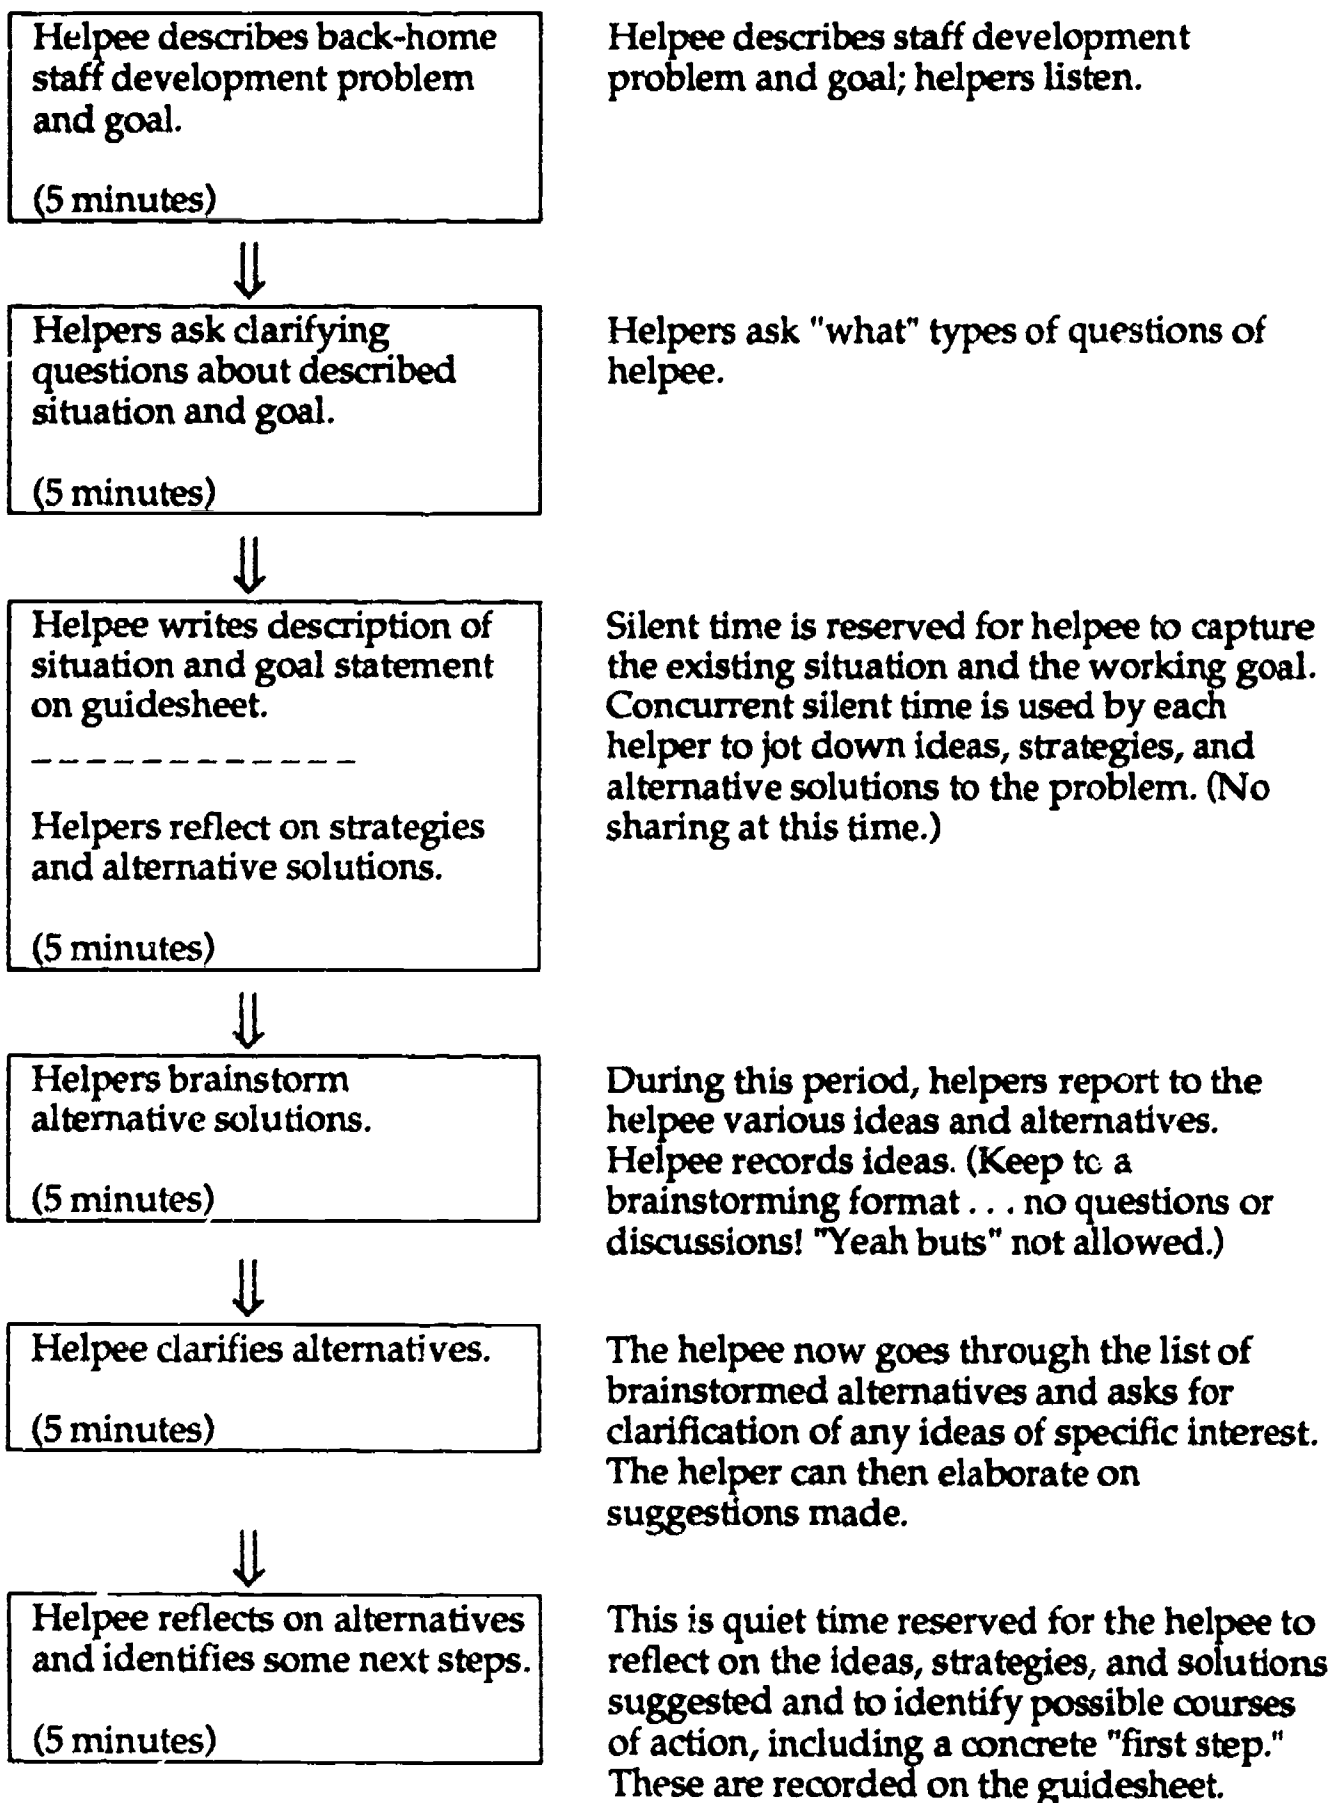 Helpee describes back-home
staff development problem
and goal.
(5 minutes)
Helpee describes staff development
problem and goal; helpers listen.
Helpers ask clarifying
questions about described
situation and goal.
(5 minutes)
Helpers ask "what" types of questions of
helpee.
Helpee writes description of
situation and goal statement
on guidesheet.
_ _ _ _ _ _ _ _ _ _ _ _ _
Helpers reflect on strategies
and alternative solutions.
(5 minutes)
Silent time is reserved for helpee to capture
the existing situation and the working goal.
Concurrent silent time is used by each
helper to jot down ideas, strategies, and
alternative solutions to the problem. (No
sharing at this time.)
Helpers brainstorm
alternative solutions.
(5 minutes)
During this period, helpers report to the
helpee various ideas and alternatives.
Helpee records ideas. (Keep to a
brainstorming format . . . no questions or
discussions! "Yeah buts" not allowed.)
Helpee clarifies alternatives.
(5 minutes)
The helpee now goes through the list of
brainstormed alternatives and asks for
clarification of any ideas of specific interest.
The helper can then elaborate on
suggestions made.
Helpee reflects on alternatives
and identifies some next steps.
(5 minutes)
This is quiet time reserved for the helpee to
reflect on the ideas, strategies, and solutions
suggested and to identify possible courses
of action, including a concrete "first step."
These are recorded on the guidesheet.